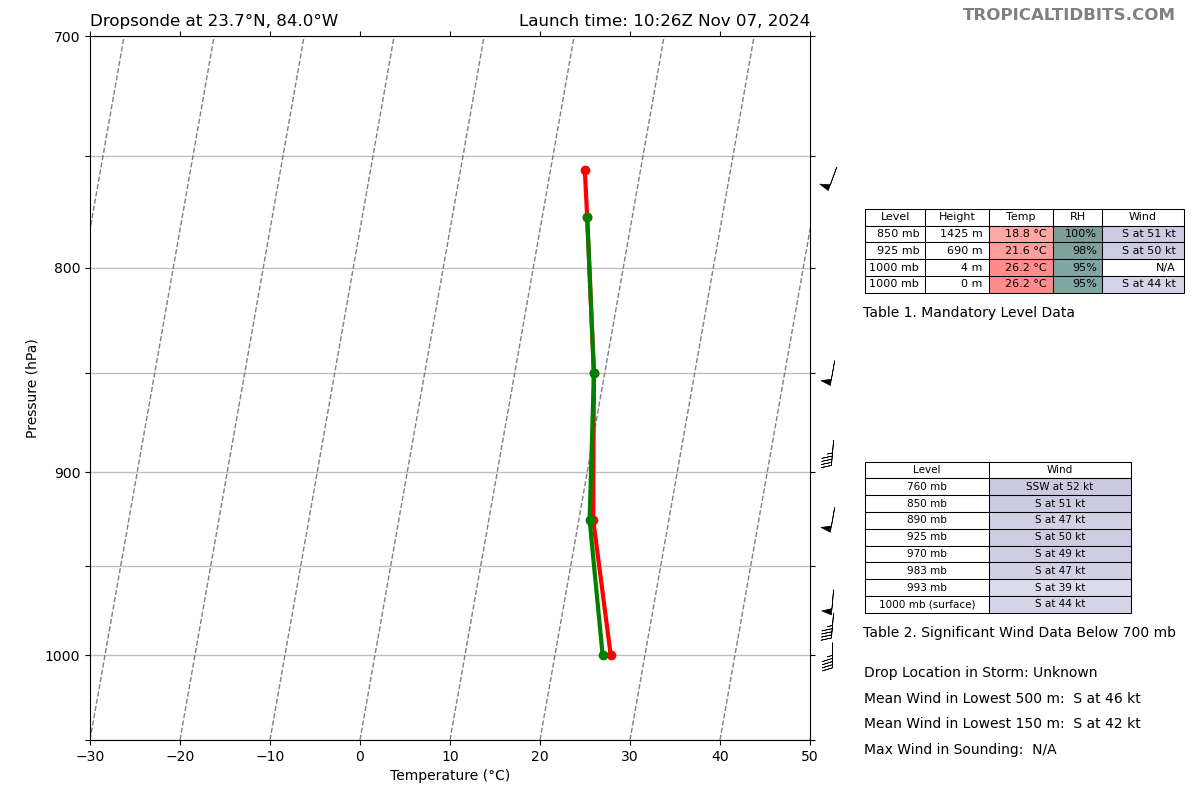 Dropsonde at 23.7°N, 84.0°W
Launch time: 10:26Z Nov 07, 2024
TROPICALTIDBITS.COM
700
800
900
1000
Pressure (hPa)
−30 −20 −10 0 10 20 30 40 50
Temperature (°C)
Level Height Temp RH Wind
850 mb 1425 m 18.8 °C 100% S at 51 kt
925 mb 690 m 21.6 °C 98% S at 50 kt
1000 mb 4 m 26.2 °C 95% N/A
1000 mb 0 m 26.2 °C 95% S at 44 kt
Table 1. Mandatory Level Data
Level Wind
760 mb SSW at 52 kt
850 mb S at 51 kt
890 mb S at 47 kt
925 mb S at 50 kt
970 mb S at 49 kt
983 mb S at 47 kt
993 mb S at 39 kt
1000 mb (surface) S at 44 kt
Table 2. Significant Wind Data Below 700 mb
Drop Location in Storm: Unknown
Mean Wind in Lowest 500 m: S at 46 kt
Mean Wind in Lowest 150 m: S at 42 kt
Max Wind in Sounding: N/A